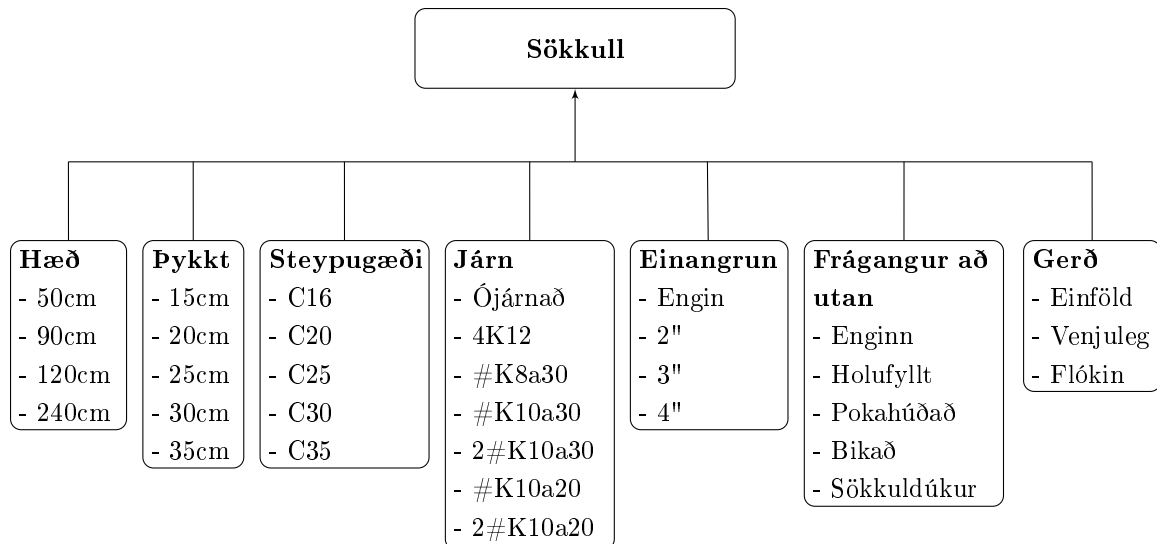 Sökkull
Hæð
- 50cm
- 90cm
- 120cm
- 240cm
Þykkt
- 15cm
- 20cm
- 25cm
- 30cm
- 35cm
Steypugæði
- C16
- C20
- C25
- C30
- C35
Járn
- Ójárnað
- 4K12
- #K8a30
- #K10a30
- 2#K10a30
- #K10a20
- 2#K10a20
Einangrun
- Engin
- 2"
- 3"
- 4"
Frágangur að
utan
- Enginn
- Holufyllt
- Pokahúðað
- Bikað
- Sökkuldúkur
Gerð
- Einföld
- Venjuleg
- Flókin